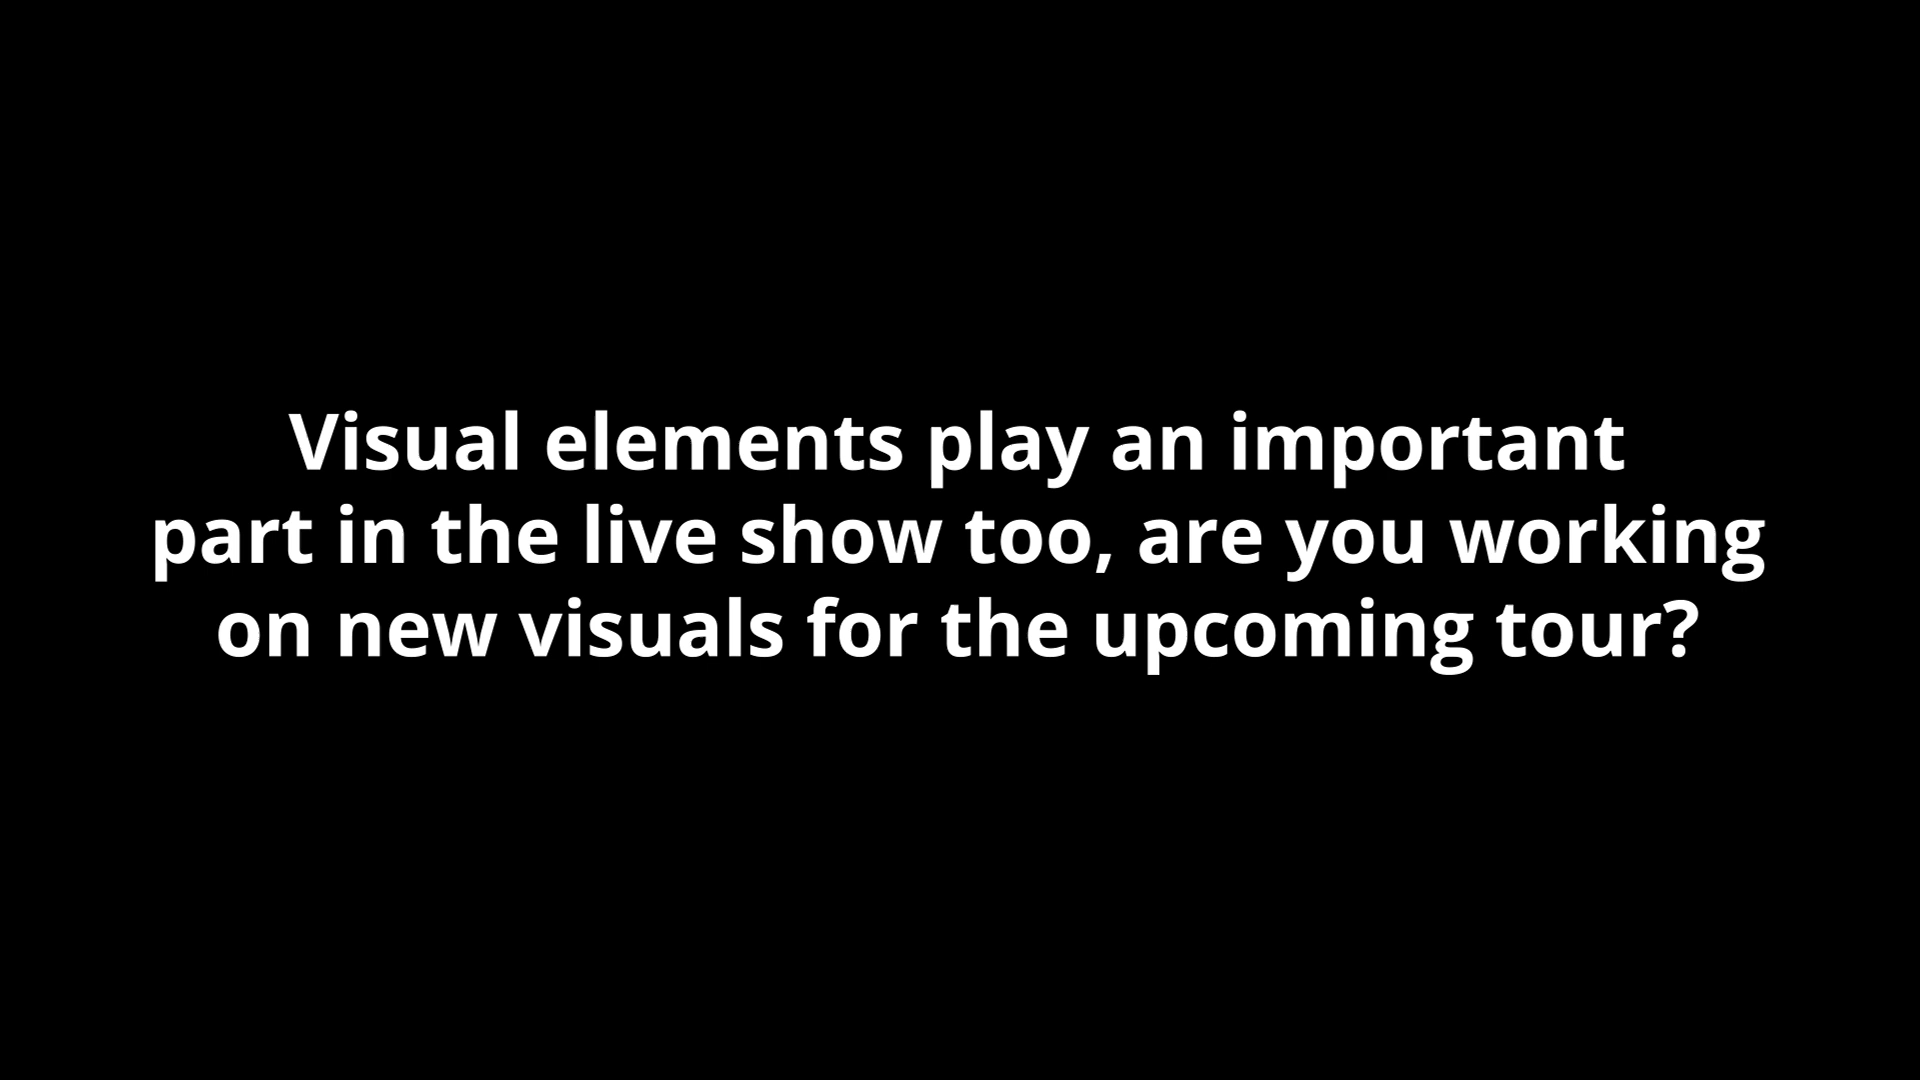 Visual elements play an important
part in the live show too, are you working
on new visuals for the upcoming tour?